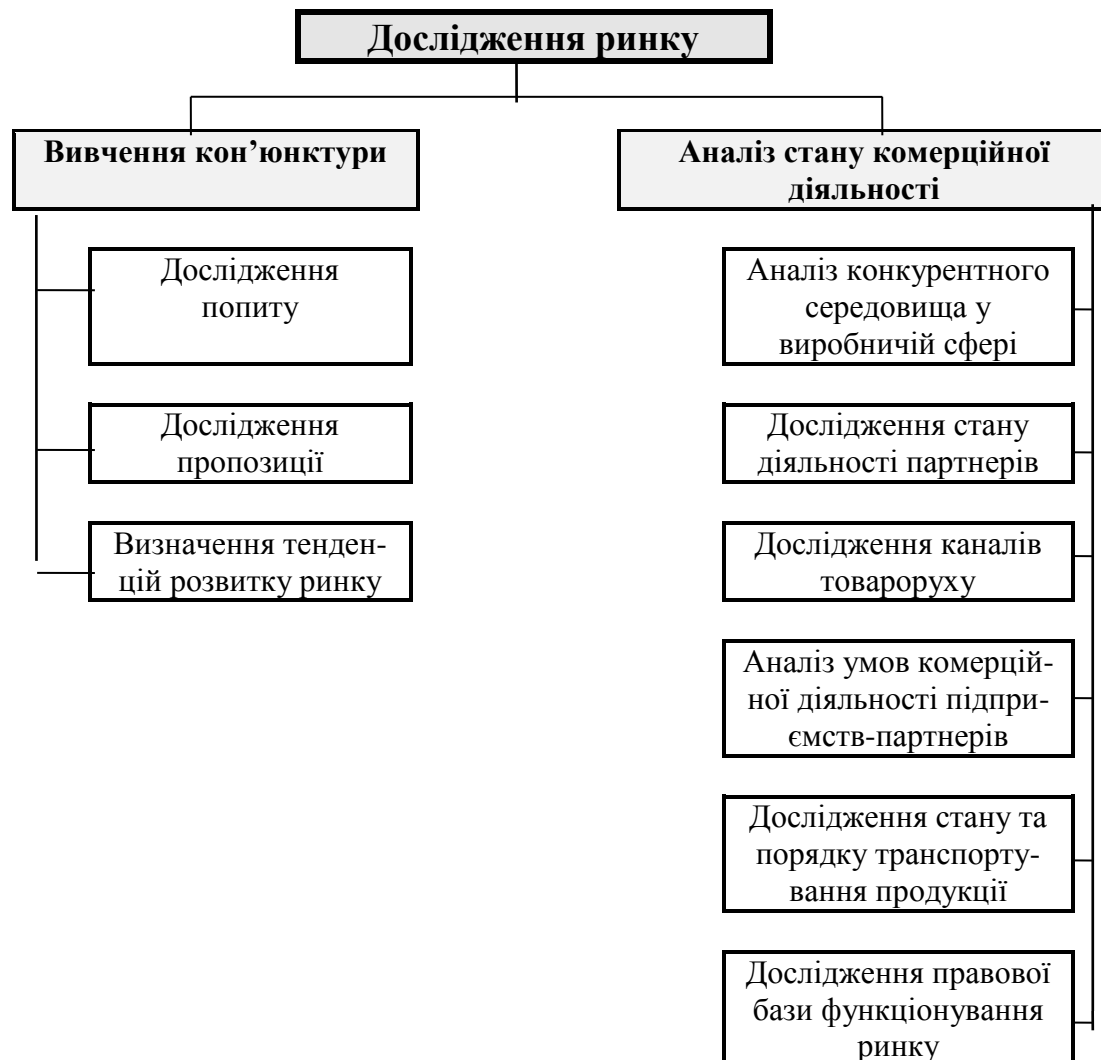 Дослідження ринку
Вивчення кон’юнктури
Дослідження
попиту
Дослідження
пропозиції
Визначення тенден-
цій розвитку ринку
Аналіз стану комерційної
діяльності
Аналіз конкурентного
середовища у
виробничій сфері
Дослідження стану
діяльності партнерів
Дослідження каналів
товароруху
Аналіз умов комерцій-
ної діяльності підпри-
ємств-партнерів
Дослідження стану та
порядку транспорту-
вання продукції
Дослідження правової
бази функціонування
ринку